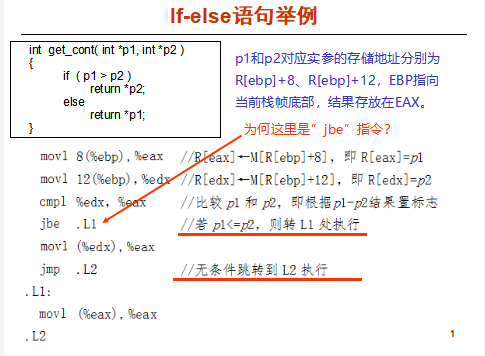 If-else语句举例
int get_cont( int *p1, int *p2 )
{
if ( p1 > p2 )
return *p2;
else
return *p1;
}
p1和p2对应实参的存储地址分别为
R[ebp]+8、R[ebp]+12，EBP指向
当前栈帧底部，结果存放在EAX。
为何这里是”jbe”指令？
movl 8(%ebp),%eax //R[eax]←M[R[ebp]+8]，即 R[eax]=p1
movl 12(%ebp),%edx //R[edx]←M[R[ebp]+12]，即 R[edx]=p2
cmpl %edx, %eax //比较 p1 和 p2，即根据p1-p2结果置标志
jbe .L1 //若 p1<=p2，则转 L1 处执行
movl (%edx),%eax
jmp .L2 //无条件跳转到 L2 执行
.L1:
movl (%eax),%eax
.L2
1